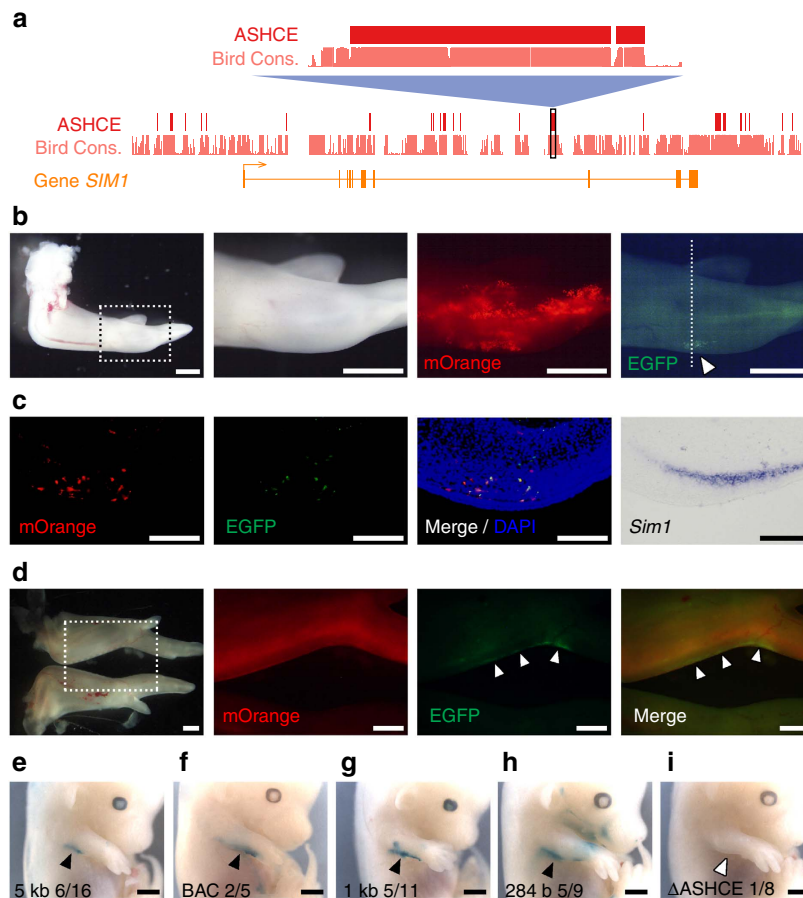 a
ASHCE
Bird Cons.
ASHCE
Bird Cons.
Gene SIM1
b
mOrange
EGFP
c
mOrange
EGFP
Merge / DAPI
Sim1
d
mOrange
EGFP
Merge
e
f
g
h
i
5 kb 6/16
BAC 2/5
1 kb 5/11
284 b 5/9
ΔASHCE 1/8